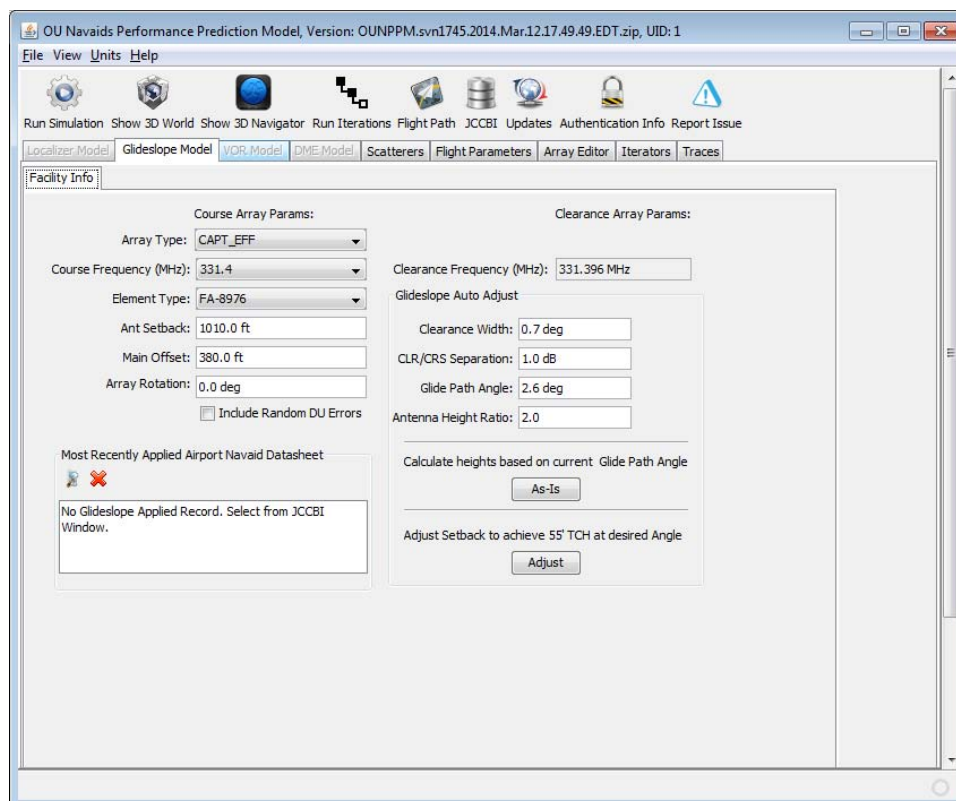 OU Navaids Performance Prediction Model, Version: OUNPPM.svn1745.2014.Mar.12.17.49.49.EDT.zip, UID: 1
File View Units Help
Run Simulation Show 3D World Show 3D Navigator Run Iterations Flight Path JCCBI Updates Authentication Info Report Issue
Localizer Model Glideslope Model VOR Model DME Model Scatterers Flight Parameters Array Editor Iterators Traces
Facility Info
Course Array Params: Clearance Array Params:
Array Type: CAPT_EFF
Course Frequency (MHz): 331.4 Clearance Frequency (MHz): 331.396 MHz
Element Type: FA-8976 Glideslope Auto Adjust
Ant Setback: 1010.0 ft Clearance Width: 0.7 deg
Main Offset: 380.0 ft CLR/CRS Separation: 1.0 dB
Array Rotation: 0.0 deg Glide Path Angle: 2.6 deg
Include Random DU Errors Antenna Height Ratio: 2.0
Most Recently Applied Airport Navaid Datasheet
Calculate heights based on current Glide Path Angle
As-Is
No Glideslope Applied Record. Select from JCCBI
Window.
Adjust Setback to achieve 55' TCH at desired Angle
Adjust